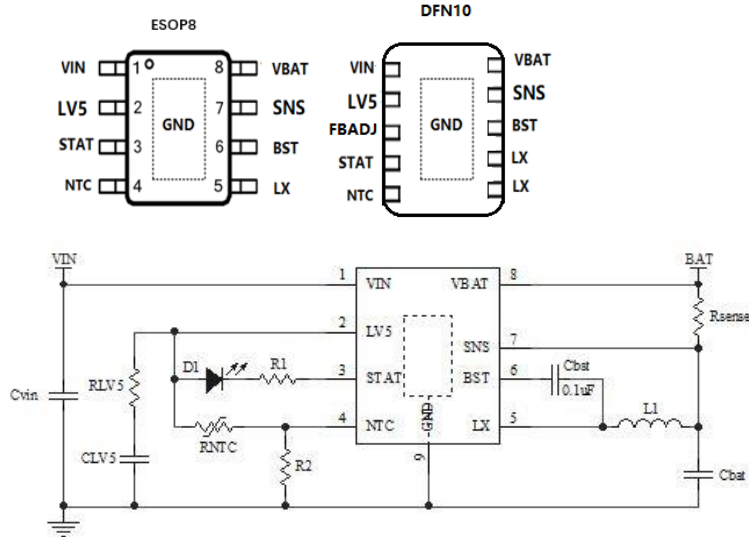 ESOP8
VIN 1 8 VBAT
LV5 2 7 SNS
GND
STAT 3 6 BST
NTC 4 5 LX
DFN10
VIN VBAT
LV5 SNS
FBADJ GND BST
STAT LX
NTC LX
VIN BAT
1 VIN VBAT 8
Rsense
2 LV5
SNS 7
D1 R1 3 STAT BST 6 Cbst
0.1uF
RLV5
Cvin
4 NTC GND LX 5 L1
RNTC
CLV5 R2 9 Cbat